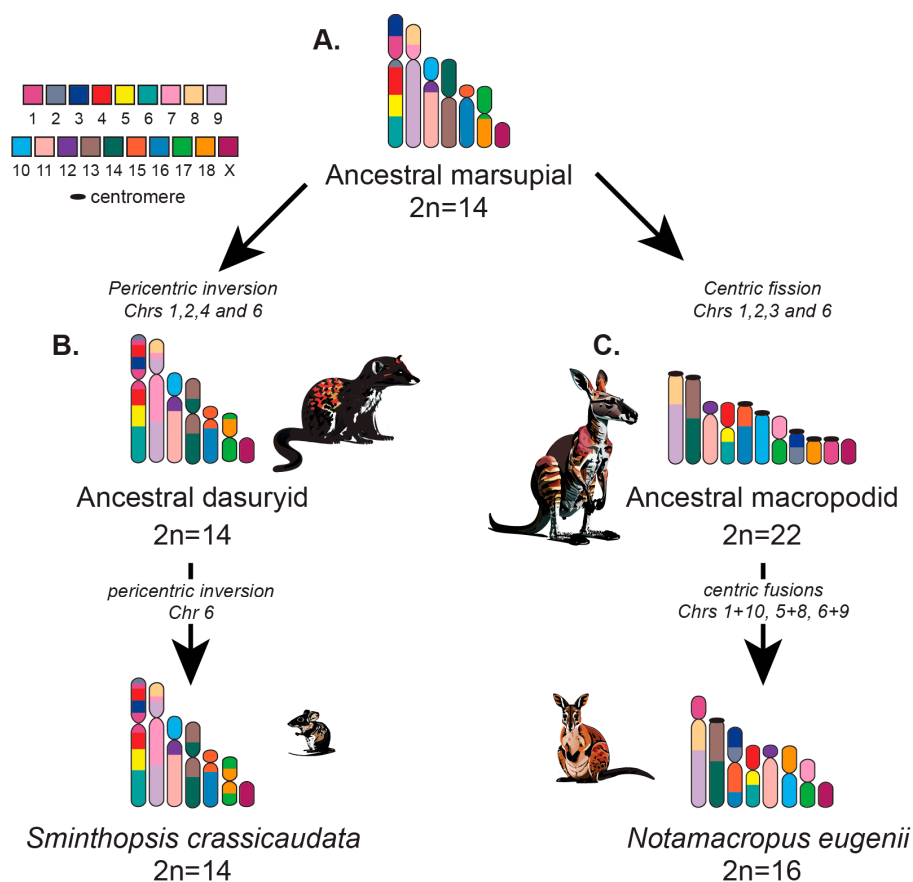 A.
1 2 3 4 5 6 7 8 9
10 11 12 13 14 15 16 17 18 X
centromere
Ancestral marsupial
2n=14
Pericentric inversion
Chrs 1,2,4 and 6
Centric fission
Chrs 1,2,3 and 6
B.
C.
Ancestral dasuryid
2n=14
Ancestral macropodid
2n=22
pericentric inversion
Chr 6
centric fusions
Chrs 1+10, 5+8, 6+9
Sminthopsis crassicaudata
2n=14
Notamacropus eugenii
2n=16